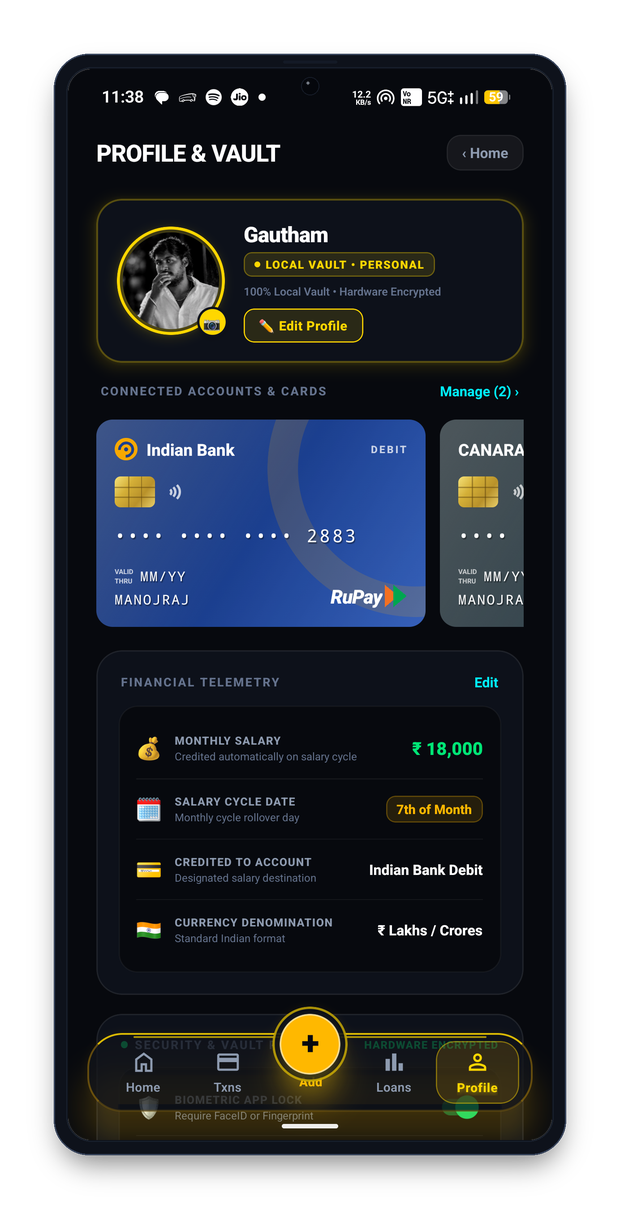 11:38
Jio
12.2 KB/s
Vo NR
5G
59
PROFILE & VAULT
‹ Home
Gautham
LOCAL VAULT • PERSONAL
100% Local Vault • Hardware Encrypted
Edit Profile
CONNECTED ACCOUNTS & CARDS
Manage (2) ›
Indian Bank
DEBIT
•••• •••• •••• 2883
VALID THRU MM/YY
MANOJRAJ
RuPay
CANARA
••••
VALID THRU MM/Y
MANOJRA
FINANCIAL TELEMETRY
Edit
MONTHLY SALARY
Credited automatically on salary cycle
₹ 18,000
SALARY CYCLE DATE
Monthly cycle rollover day
7th of Month
CREDITED TO ACCOUNT
Designated salary destination
Indian Bank Debit
CURRENCY DENOMINATION
Standard Indian format
₹ Lakhs / Crores
SECURITY & VAULT
HARDWARE ENCRYPTED
Home
Txns
Add
Loans
Profile
BIOMETRIC APP LOCK
Require FaceID or Fingerprint